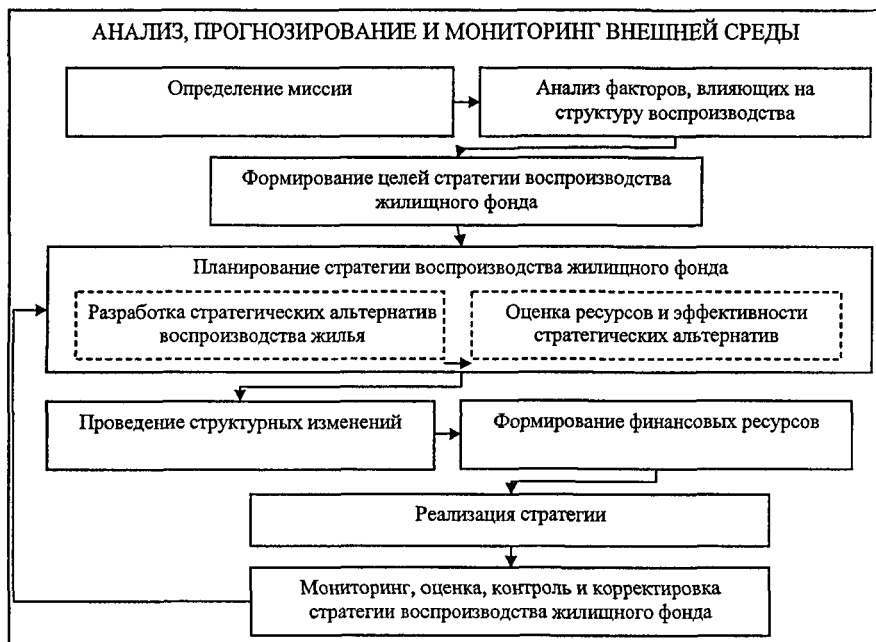 АНАЛИЗ, ПРОГНОЗИРОВАНИЕ И МОНИТОРИНГ ВНЕШНЕЙ СРЕДЫ
Определение миссии
Анализ факторов, влияющих на
структуру воспроизводства
Формирование целей стратегии воспроизводства
жилищного фонда
Планирование стратегии воспроизводства жилищного фонда
Разработка стратегических альтернатив
воспроизводства жилья
Оценка ресурсов и эффективности
стратегических альтернатив
Проведение структурных изменений
Формирование финансовых ресурсов
Реализация стратегии
Мониторинг, оценка, контроль и корректировка
стратегии воспроизводства жилищного фонда